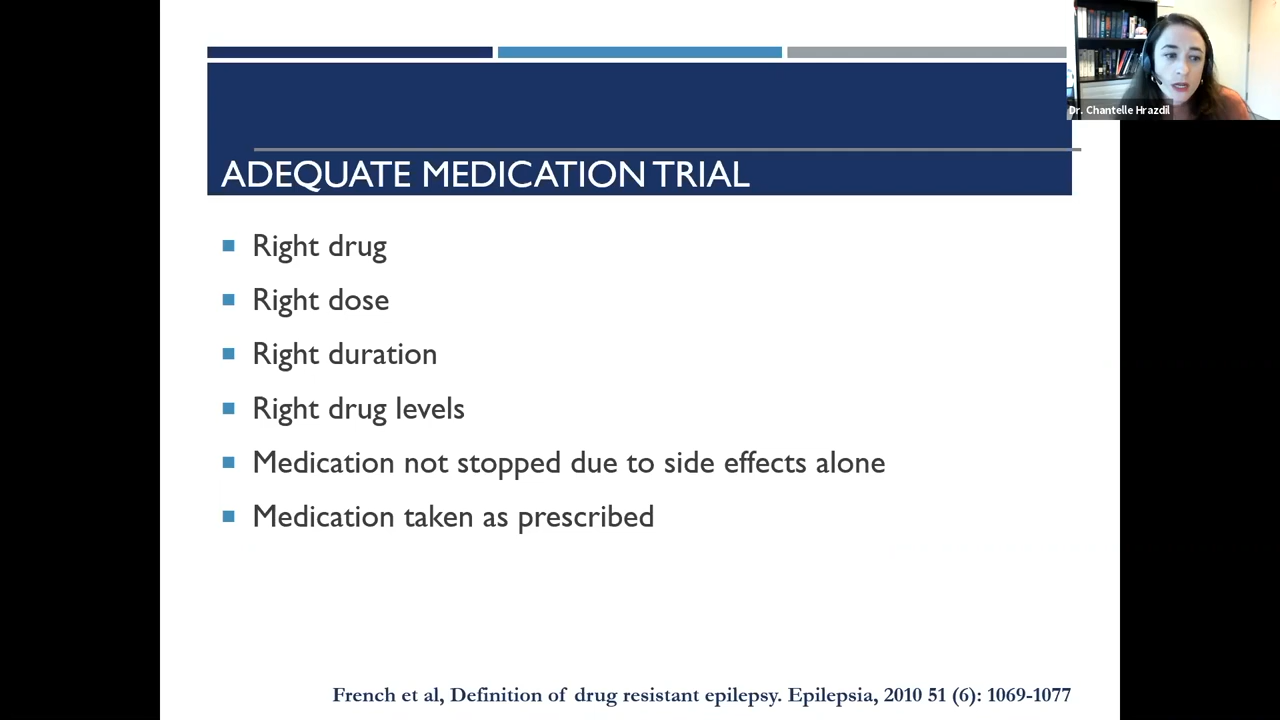 Dr. Chantelle Hrazdil
ADEQUATE MEDICATION TRIAL
Right drug
Right dose
Right duration
Right drug levels
Medication not stopped due to side effects alone
Medication taken as prescribed
French et al, Definition of drug resistant epilepsy. Epilepsia, 2010 51 (6): 1069-1077